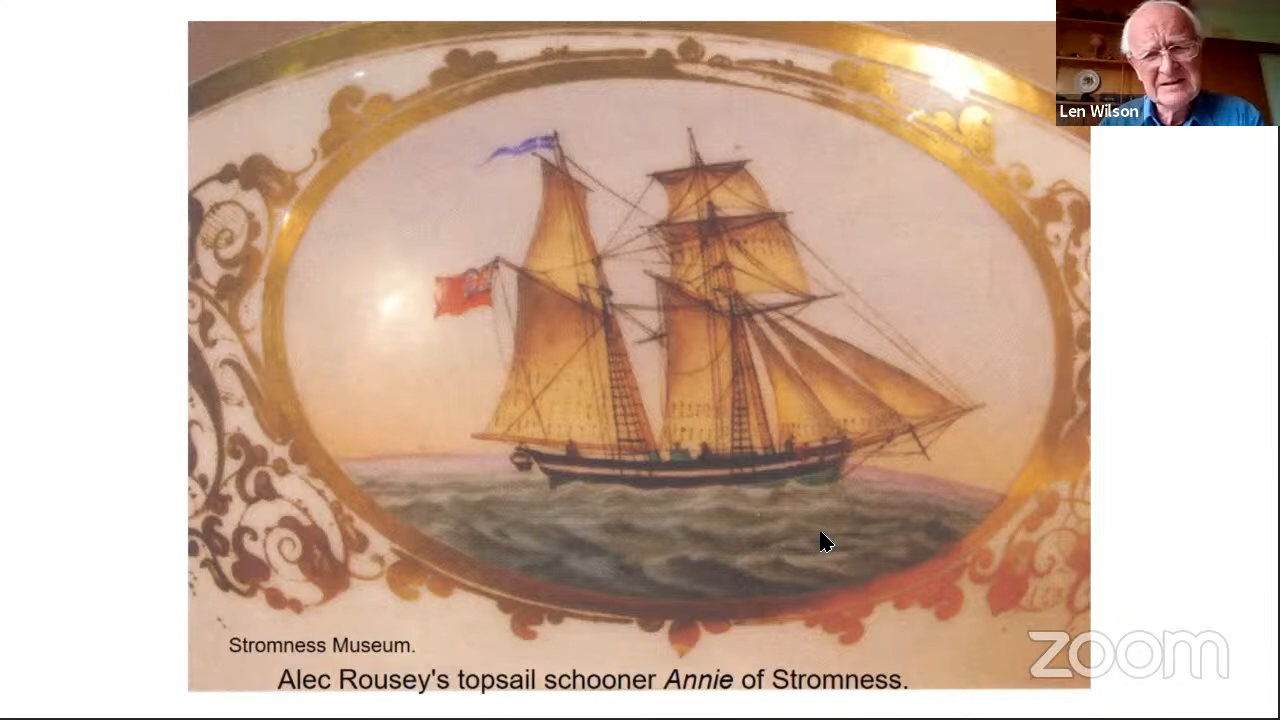 Len Wilson
Stromness Museum.
Alec Rousey's topsail schooner Annie of Stromness.
zoom